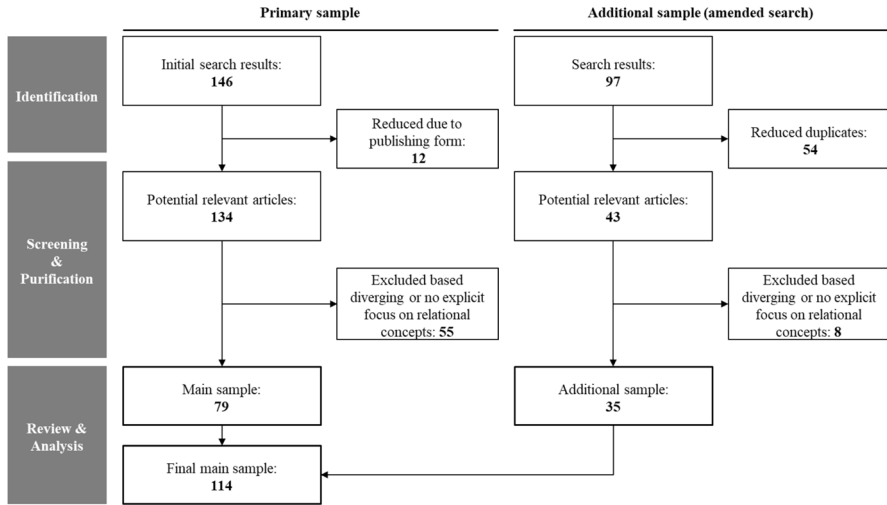 Primary sample
Additional sample (amended search)
Identification
Initial search results:
146
Search results:
97
Reduced due to
publishing form:
12
Reduced duplicates:
54
Screening
&
Purification
Potential relevant articles:
134
Potential relevant articles:
43
Excluded based
diverging or no explicit
focus on relational
concepts: 55
Excluded based
diverging or no explicit
focus on relational
concepts: 8
Review &
Analysis
Main sample:
79
Additional sample:
35
Final main sample:
114